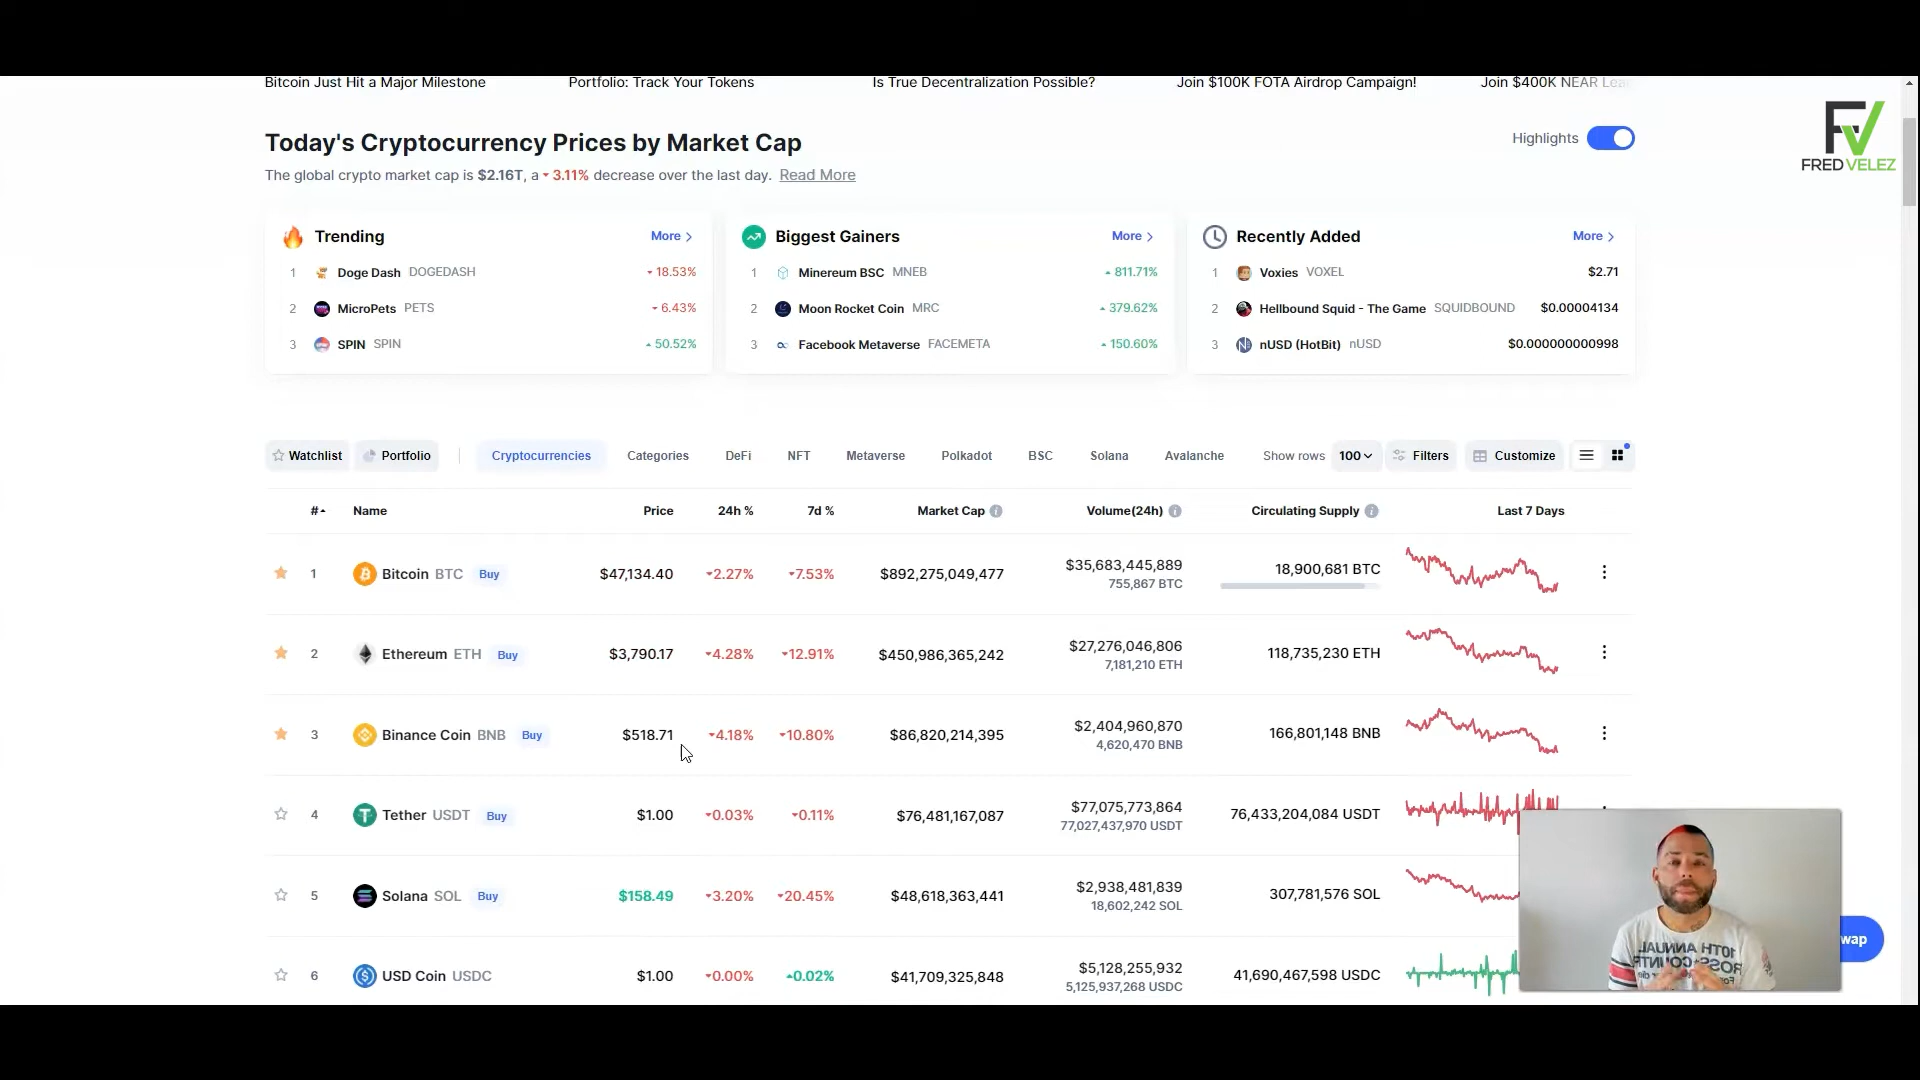 Bitcoin Just Hit a Major Milestone Portfolio: Track Your Tokens Is True Decentralization Possible? Join $100K FOTA Airdrop Campaign! Join $400K NEAR
FRED VELEZ
Today's Cryptocurrency Prices by Market Cap Highlights
The global crypto market cap is $2.16T, a 3.11% decrease over the last day. Read More
Trending More
1 Doge Dash DOGEDASH 18.53%
2 MicroPets PETS 6.43%
3 SPIN SPIN 50.52%
Biggest Gainers More
1 Minereum BSC MNEB 811.71%
2 Moon Rocket Coin MRC 379.62%
3 Facebook Metaverse FACEMETA 150.60%
Recently Added More
1 Voxies VOXEL $2.71
2 Hellbound Squid - The Game SQUIDBOUND $0.00004134
3 nUSD (HotBit) nUSD $0.000000000998
Watchlist Portfolio Cryptocurrencies Categories DeFi NFT Metaverse Polkadot BSC Solana Avalanche Show rows 100 Filters Customize
# Name Price 24h % 7d % Market Cap Volume(24h) Circulating Supply Last 7 Days
1 Bitcoin BTC Buy $47,134.40 2.27% 7.53% $892,275,049,477 $35,683,445,889 18,900,681 BTC
755,867 BTC
2 Ethereum ETH Buy $3,790.17 4.28% 12.91% $450,986,365,242 $27,276,046,806 118,735,230 ETH
7,181,210 ETH
3 Binance Coin BNB Buy $518.71 4.18% 10.80% $86,820,214,395 $2,404,960,870 166,801,148 BNB
4,620,470 BNB
4 Tether USDT Buy $1.00 0.03% 0.11% $76,481,167,087 $77,075,773,864 76,433,204,084 USDT
77,027,437,970 USDT
5 Solana SOL Buy $158.49 3.20% 20.45% $48,618,363,441 $2,938,481,839 307,781,576 SOL
18,602,242 SOL
6 USD Coin USDC $1.00 0.00% 0.02% $41,709,325,848 $5,128,255,932 41,690,467,598 USDC
5,125,937,268 USDC
10TH ANNUAL